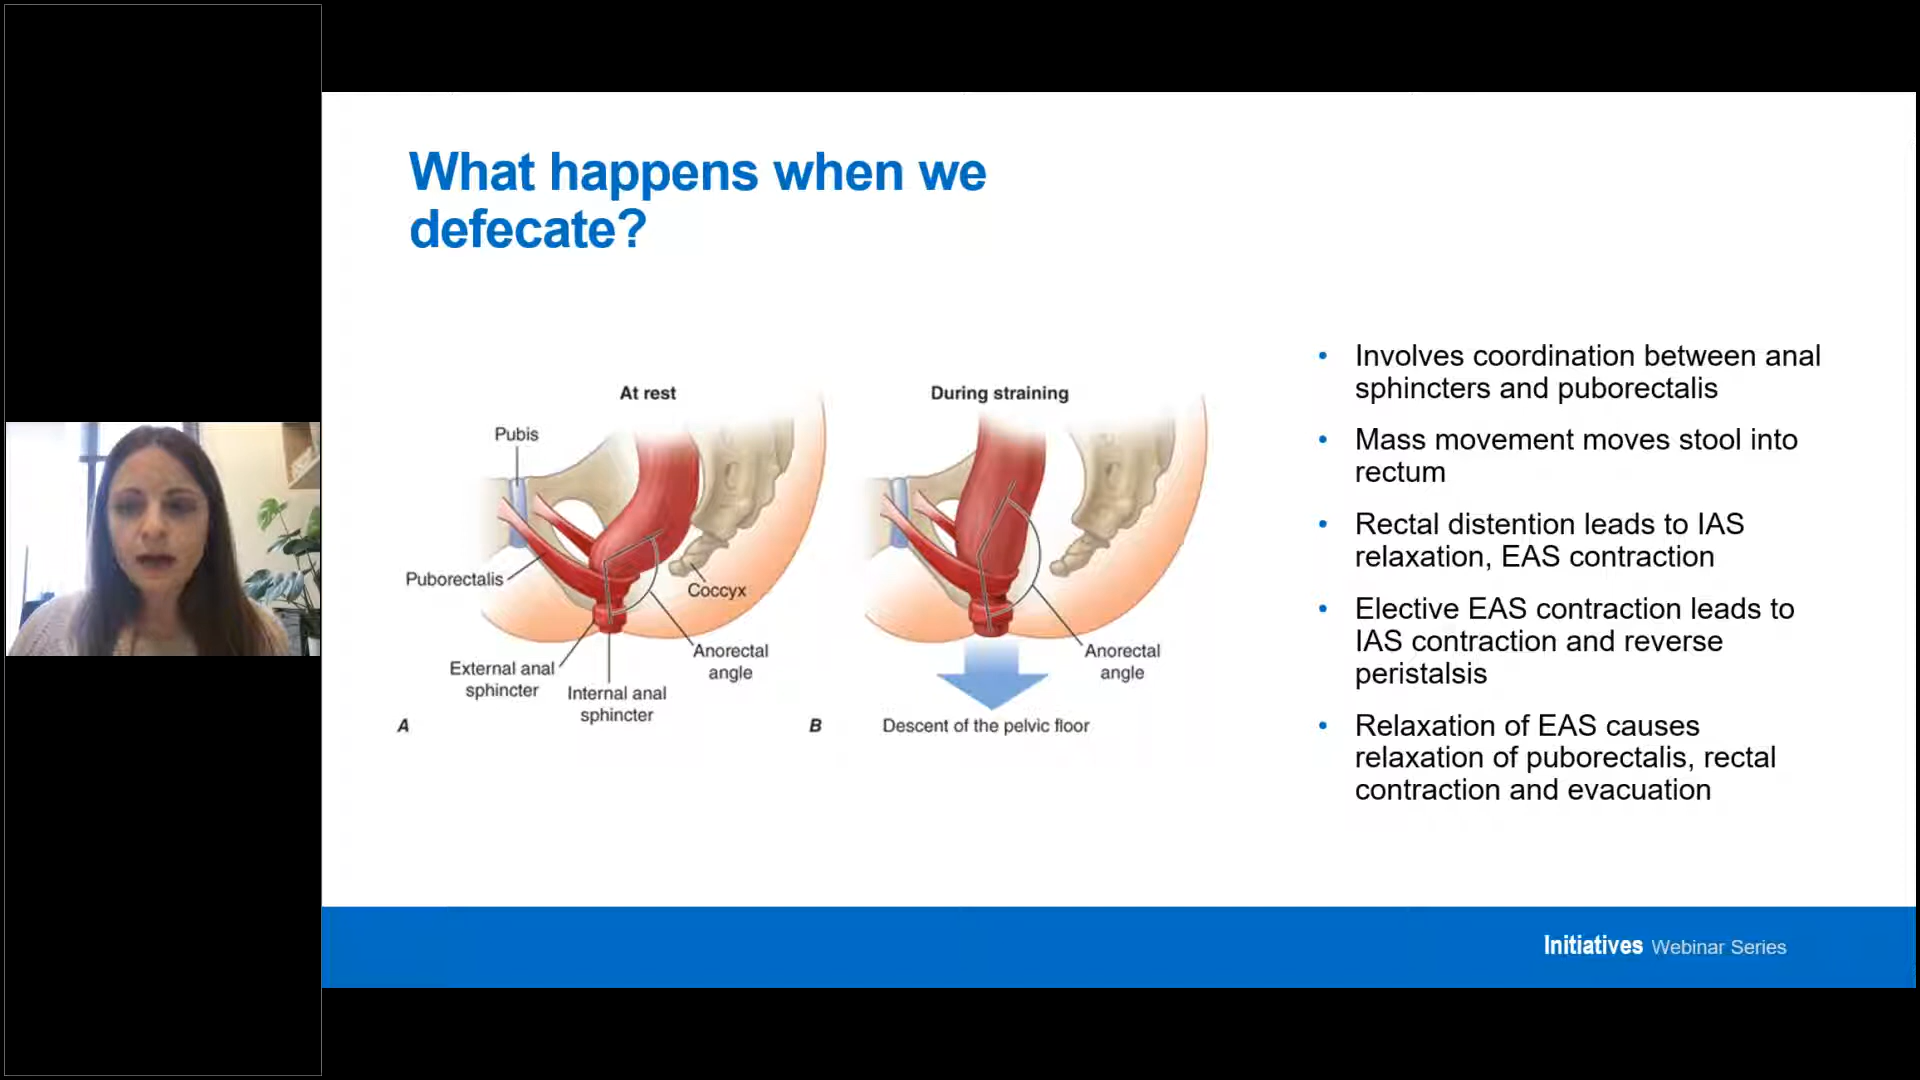 What happens when we
defecate?
At rest
Pubis
Puborectalis
Coccyx
External anal
sphincter
Internal anal
sphincter
Anorectal
angle
A
During straining
Anorectal
angle
B
Descent of the pelvic floor
• Involves coordination between anal
sphincters and puborectalis
• Mass movement moves stool into
rectum
• Rectal distention leads to IAS
relaxation, EAS contraction
• Elective EAS contraction leads to
IAS contraction and reverse
peristalsis
• Relaxation of EAS causes
relaxation of puborectalis, rectal
contraction and evacuation
Initiatives Webinar Series